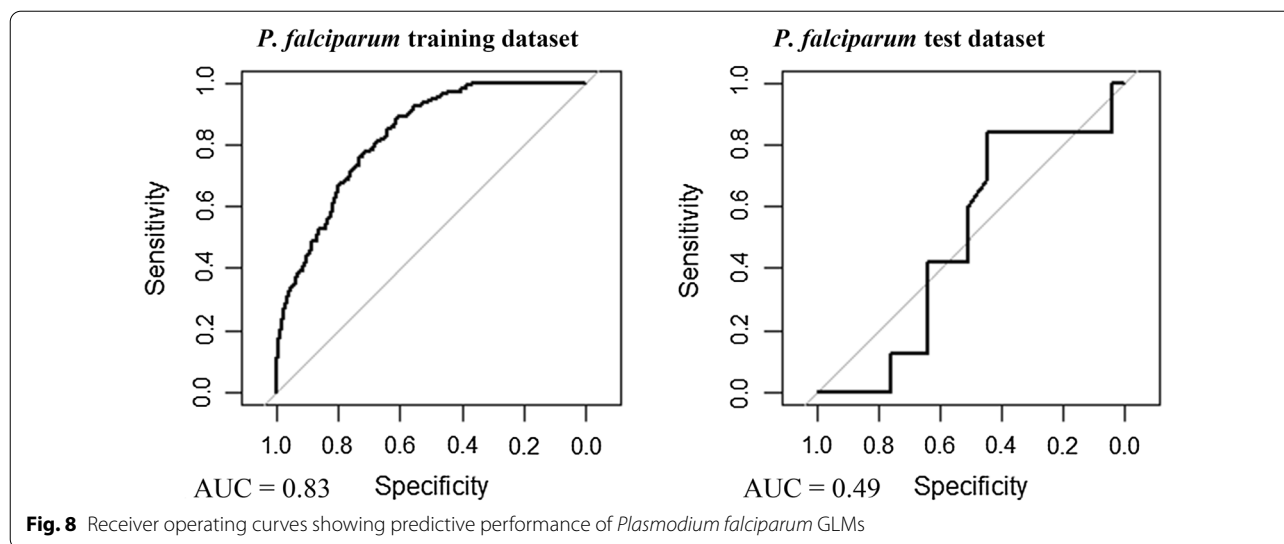 P. falciparum training dataset
Sensitivity
1.0
0.8
0.6
0.4
0.2
0.0
1.0 0.8 0.6 0.4 0.2 0.0
AUC = 0.83 Specificity
P. falciparum test dataset
Sensitivity
1.0
0.8
0.6
0.4
0.2
0.0
1.0 0.8 0.6 0.4 0.2 0.0
AUC = 0.49 Specificity
Fig. 8 Receiver operating curves showing predictive performance of Plasmodium falciparum GLMs